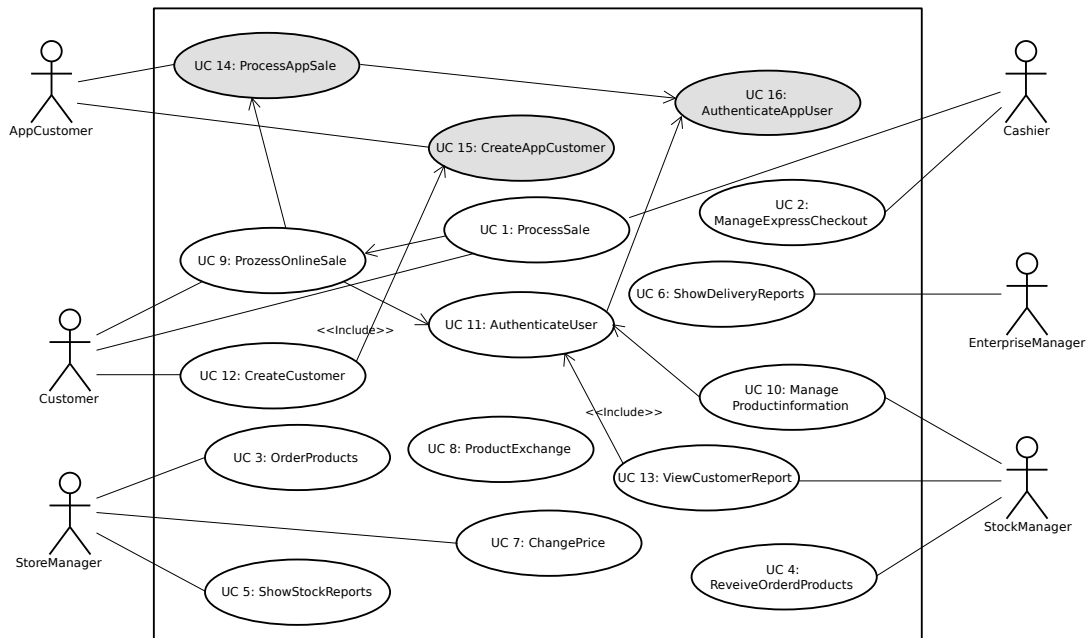 UC 14: ProcessAppSale
UC 16:
AuthenticateAppUser
AppCustomer
Cashier
UC 15: CreateAppCustomer
UC 2:
ManageExpressCheckout
UC 1: ProcessSale
UC 9: ProzessOnlineSale
UC 6: ShowDeliveryReports
<<Include>>
UC 11: AuthenticateUser
EnterpriseManager
UC 12: CreateCustomer
Customer
UC 10: Manage
Productinformation
<<Include>>
UC 3: OrderProducts
UC 8: ProductExchange
UC 13: ViewCustomerReport
StockManager
UC 7: ChangePrice
StoreManager
UC 4:
ReveiveOrderdProducts
UC 5: ShowStockReports